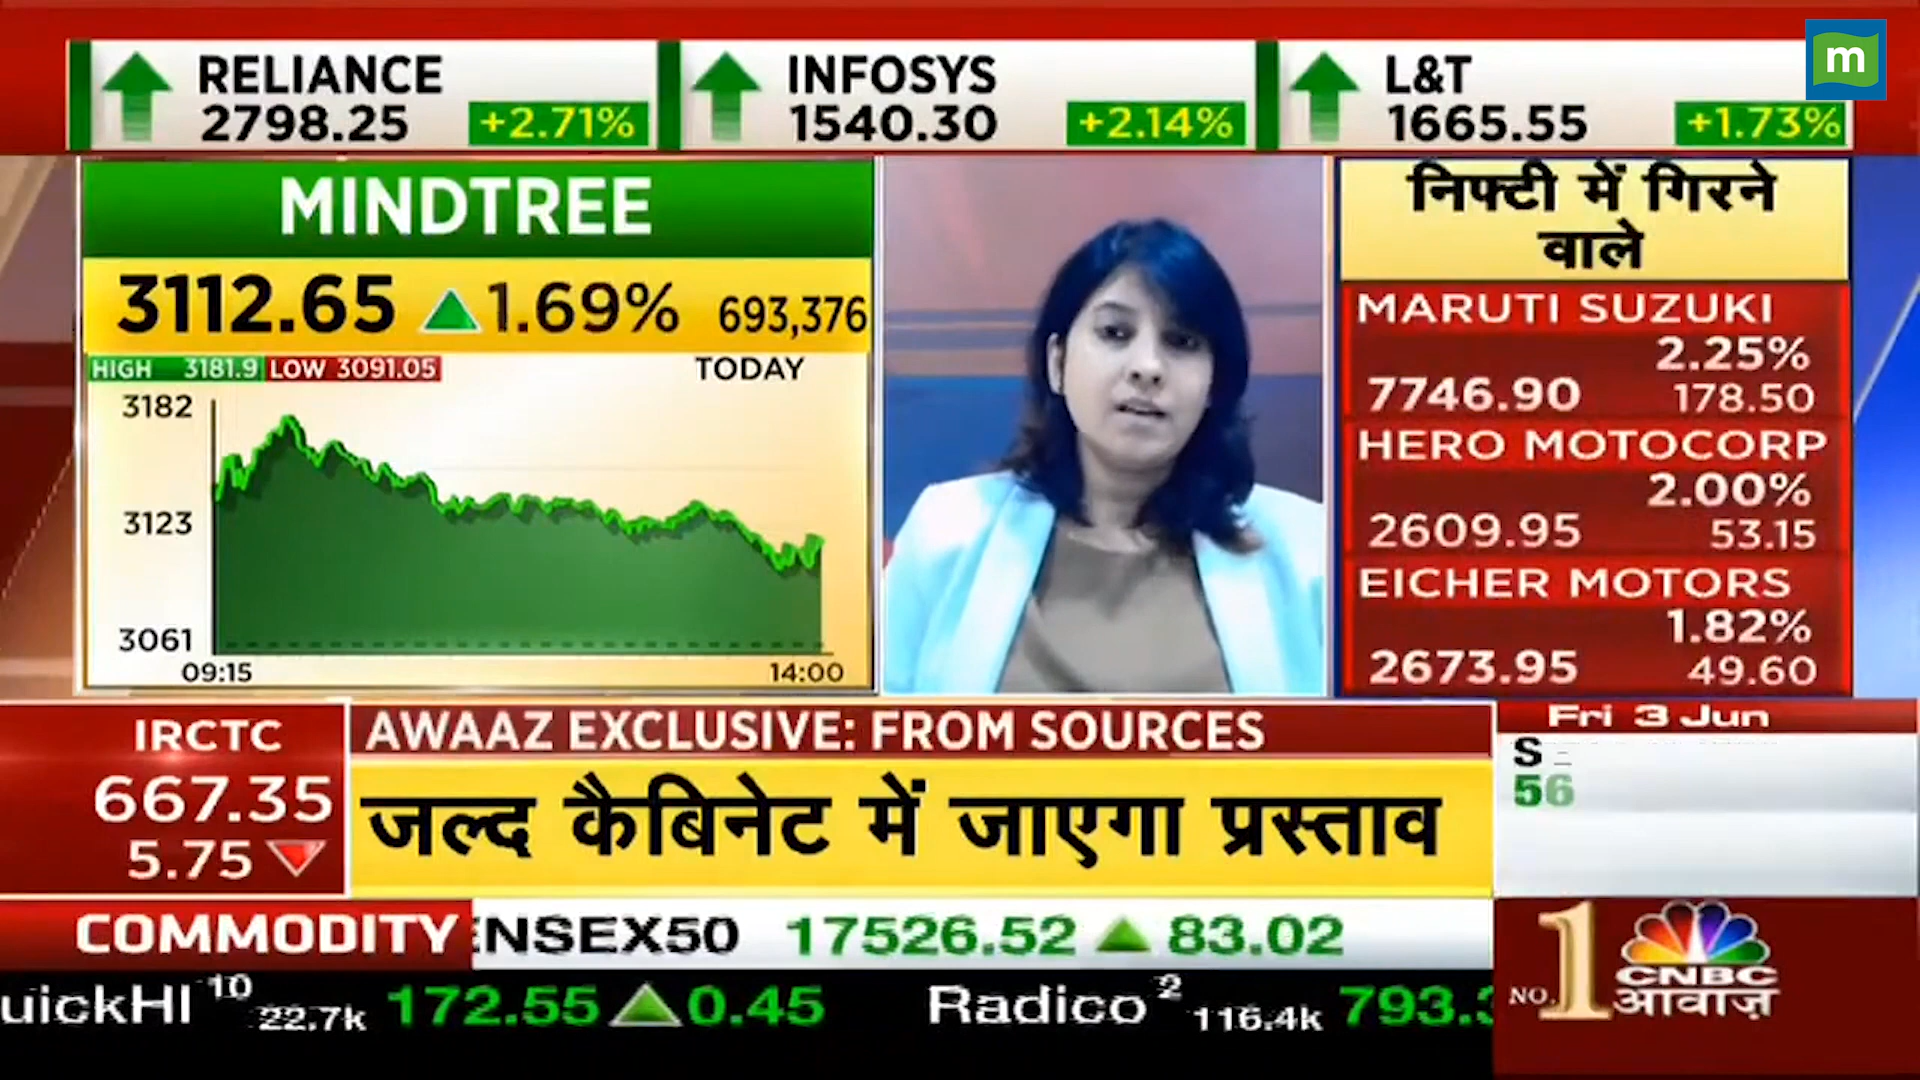 m
RELIANCE
2798.25 +2.71%
INFOSYS
1540.30 +2.14%
L&T
1665.55 +1.73%
MINDTREE
3112.65 1.69% 693,376
HIGH 3181.9 LOW 3091.05
TODAY
3182
3123
3061
09:15 14:00
निफ्टी में गिरने
वाले
MARUTI SUZUKI
2.25%
7746.90 178.50
HERO MOTOCORP
2.00%
2609.95 53.15
EICHER MOTORS
1.82%
2673.95 49.60
IRCTC
667.35
5.75
AWAAZ EXCLUSIVE: FROM SOURCES
जल्द कैबिनेट में जाएगा प्रस्ताव
Fri 3 Jun
S
56
COMMODITY
ENSEX50 17526.52 83.02
uickHl 10 22.7k 172.55 0.45 Radico 2 116.4k 793.3
NO. 1
CNBC
आवाज़